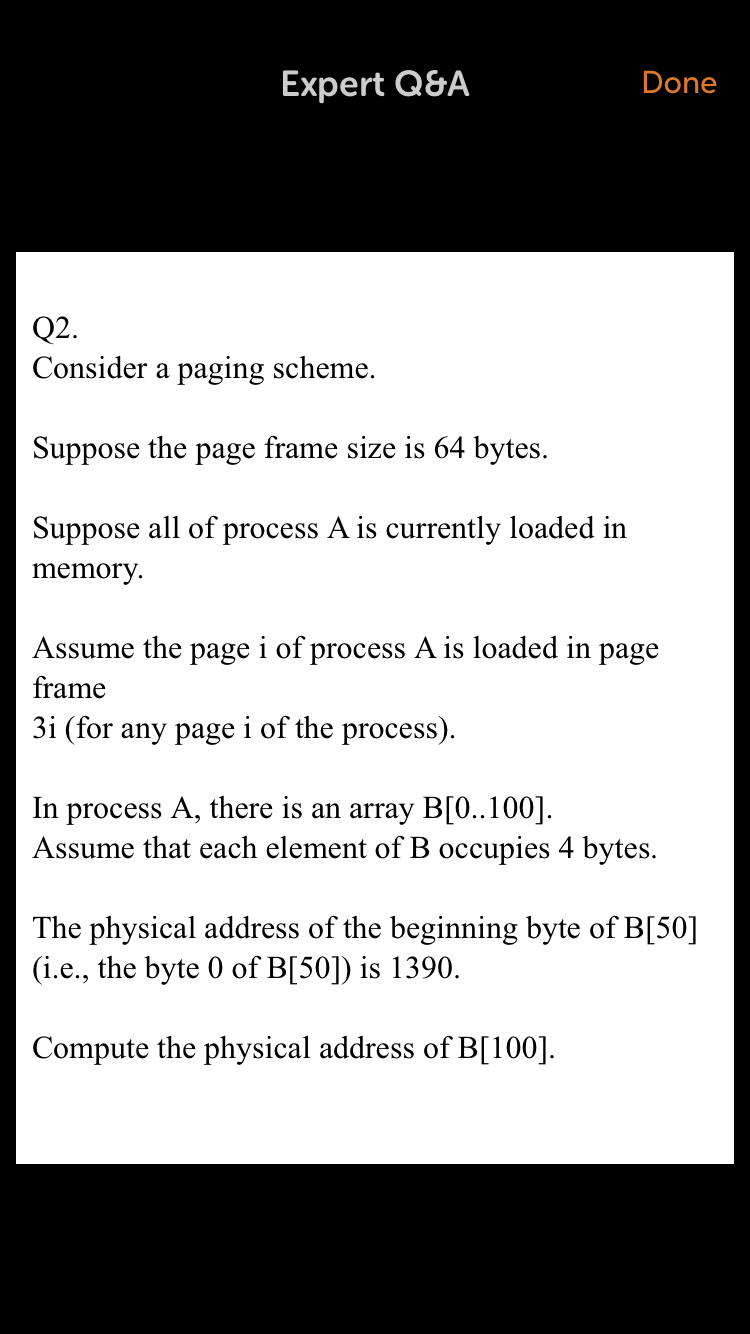 Expert Q&A
Done
Q2.
Consider a paging scheme.
Suppose the page frame size is 64 bytes.
Suppose all of process A is currently loaded in
memory.
Assume the page i of process A is loaded in page
frame
3i (for any page i of the process).
In process A, there is an array B[0..100].
Assume that each element of B occupies 4 bytes.
The physical address of the beginning byte of B[50]
(i.e., the byte 0 of B[50]) is 1390.
Compute the physical address of B[100].